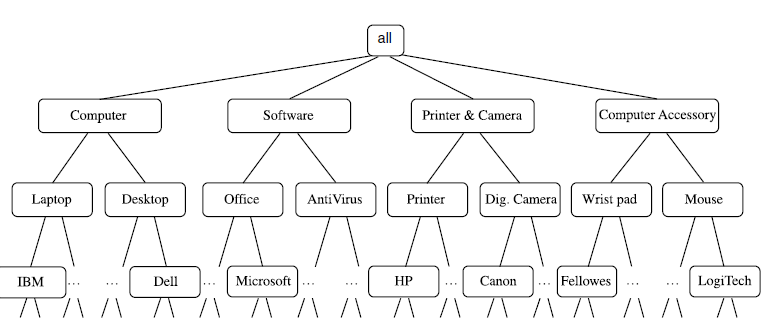 all
Computer
Software
Printer & Camera
Computer Accessory
Laptop
Desktop
Office
AntiVirus
Printer
Dig. Camera
Wrist pad
Mouse
IBM
...
...
Dell
...
Microsoft
...
...
HP
...
Canon
...
Fellowes
...
...
LogiTech